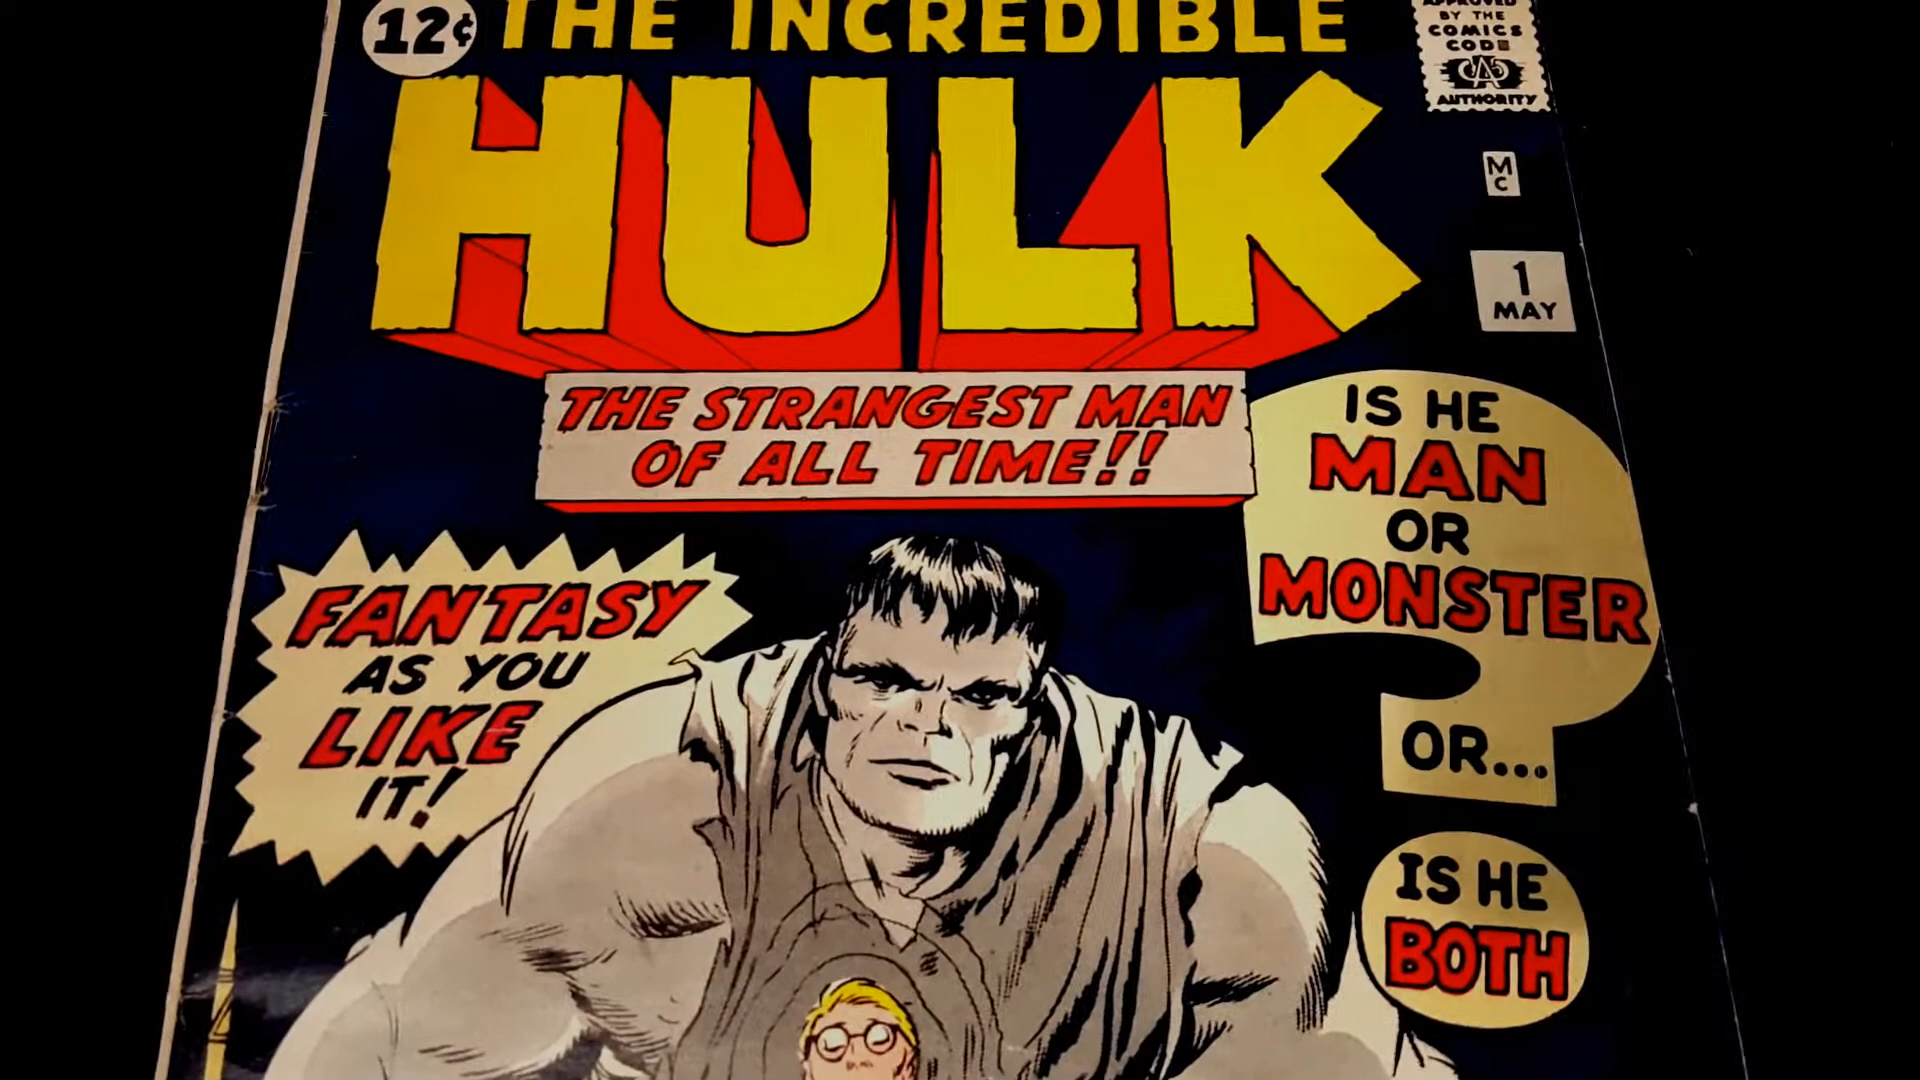 12¢
THE INCREDIBLE
HULK
APPROVED
BY THE
COMICS
CODE
CA
AUTHORITY
M
C
1
MAY
THE STRANGEST MAN
OF ALL TIME!!
IS HE
MAN
OR
MONSTER
OR...
IS HE
BOTH
FANTASY
AS YOU
LIKE
IT!